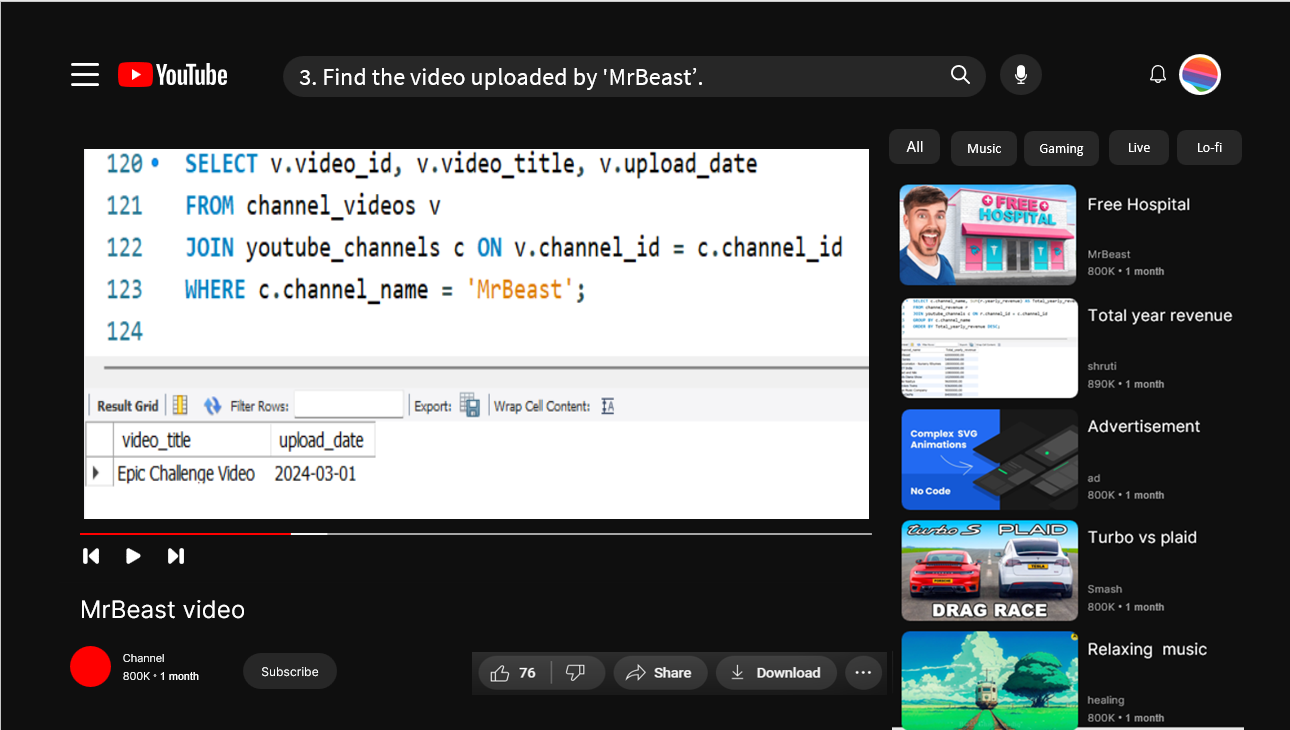 YouTube
3. Find the video uploaded by 'MrBeast’.
120 SELECT v.video_id, v.video_title, v.upload_date
121 FROM channel_videos v
122 JOIN youtube_channels c ON v.channel_id = c.channel_id
123 WHERE c.channel_name = 'MrBeast';
124
Result Grid Filter Rows: Export: Wrap Cell Content:
video_title upload_date
Epic Challenge Video 2024-03-01
MrBeast video
Channel
800K • 1 month
Subscribe
76 Share Download
All Music Gaming Live Lo-fi
FREE
HOSPITAL
Free Hospital
MrBeast
800K • 1 month
Total year revenue
shruti
890K • 1 month
Complex SVG
Animations
No Code
Advertisement
ad
800K • 1 month
turbo S PLAID
PORSCHE TESLA
DRAG RACE
Turbo vs plaid
Smash
800K • 1 month
Relaxing music
healing
800K • 1 month